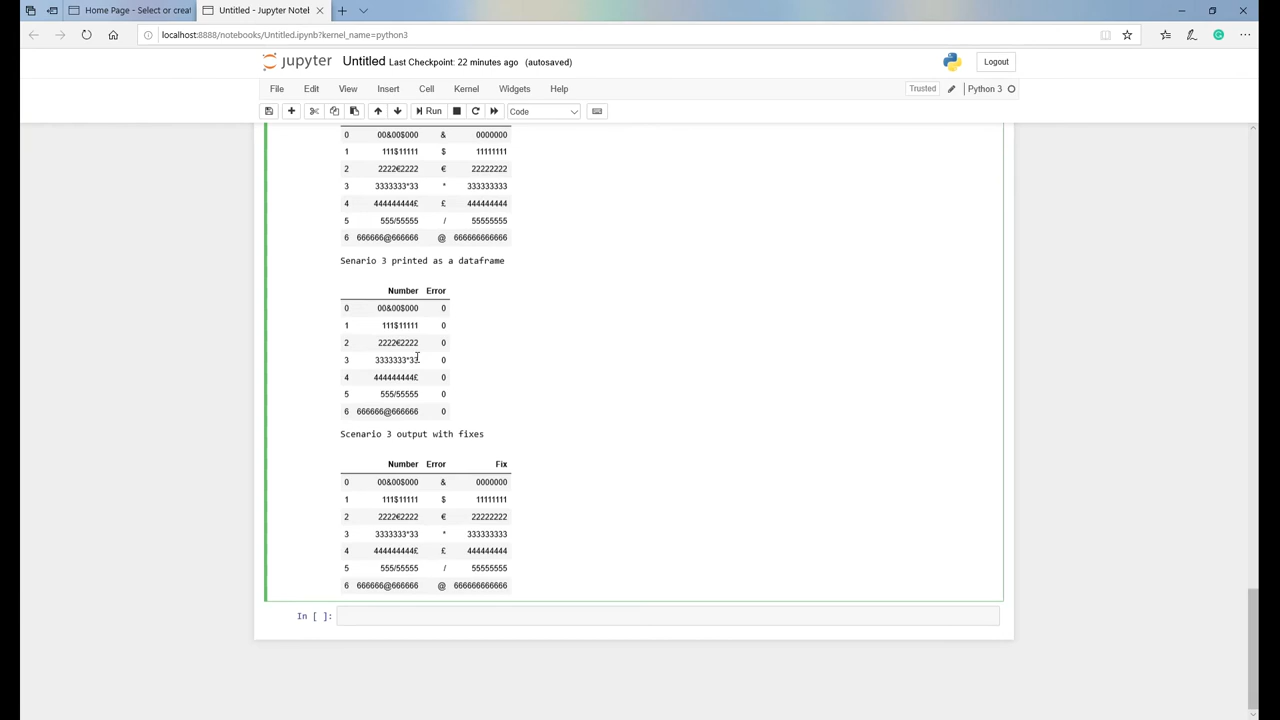 Home Page - Select or creat
Untitled - Jupyter Notel
localhost:8888/notebooks/Untitled.ipynb?kernel_name=python3
jupyter Untitled Last Checkpoint: 22 minutes ago (autosaved) Logout
File Edit View Insert Cell Kernel Widgets Help Trusted Python 3
Run Code
0 00&00$000 & 0000000
1 111$11111 $ 11111111
2 2222€2222 € 22222222
3 3333333*33 * 333333333
4 444444444£ £ 444444444
5 555/55555 / 55555555
6 666666@666666 @ 666666666666
Senario 3 printed as a dataframe
Number Error
0 00&00$000 0
1 111$11111 0
2 2222€2222 0
3 3333333*33 0
4 444444444£ 0
5 555/55555 0
6 666666@666666 0
Scenario 3 output with fixes
Number Error Fix
0 00&00$000 & 0000000
1 111$11111 $ 11111111
2 2222€2222 € 22222222
3 3333333*33 * 333333333
4 444444444£ £ 444444444
5 555/55555 / 55555555
6 666666@666666 @ 666666666666
In [ ]: